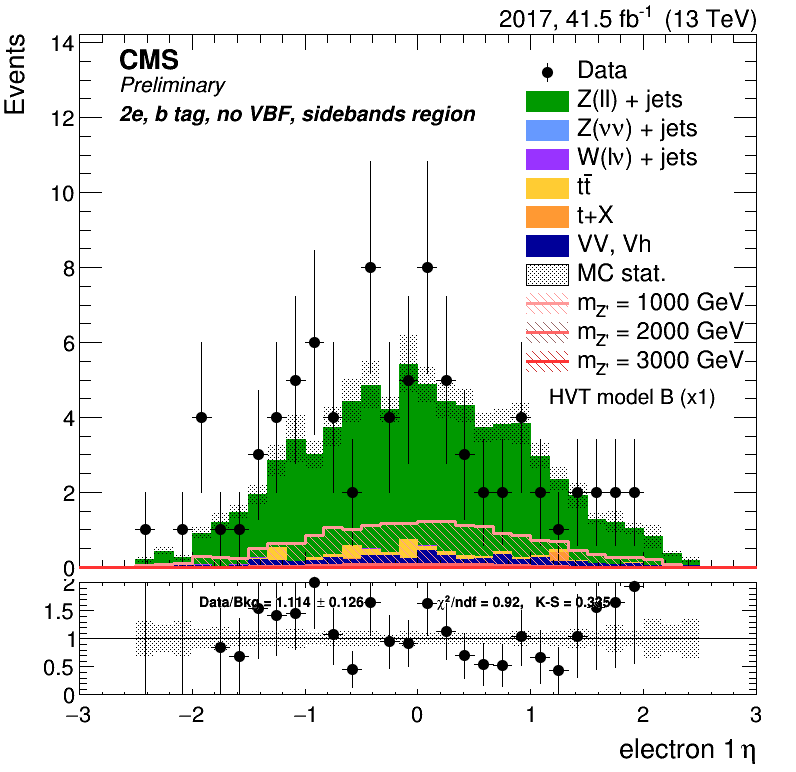 2017, 41.5 fb⁻¹ (13 TeV)
Events
CMS
Preliminary
2e, b tag, no VBF, sidebands region
Data
Z(ll) + jets
Z(νν) + jets
W(lν) + jets
tt̄
t+X
VV, Vh
MC stat.
m_Z' = 1000 GeV
m_Z' = 2000 GeV
m_Z' = 3000 GeV
HVT model B (x1)
14
12
10
8
6
4
2
0
Data/Bkg = 1.114 ± 0.126 χ²/ndf = 0.92, K-S = 0.335
2
1.5
1
0.5
0
−3 −2 −1 0 1 2 3
electron 1 η